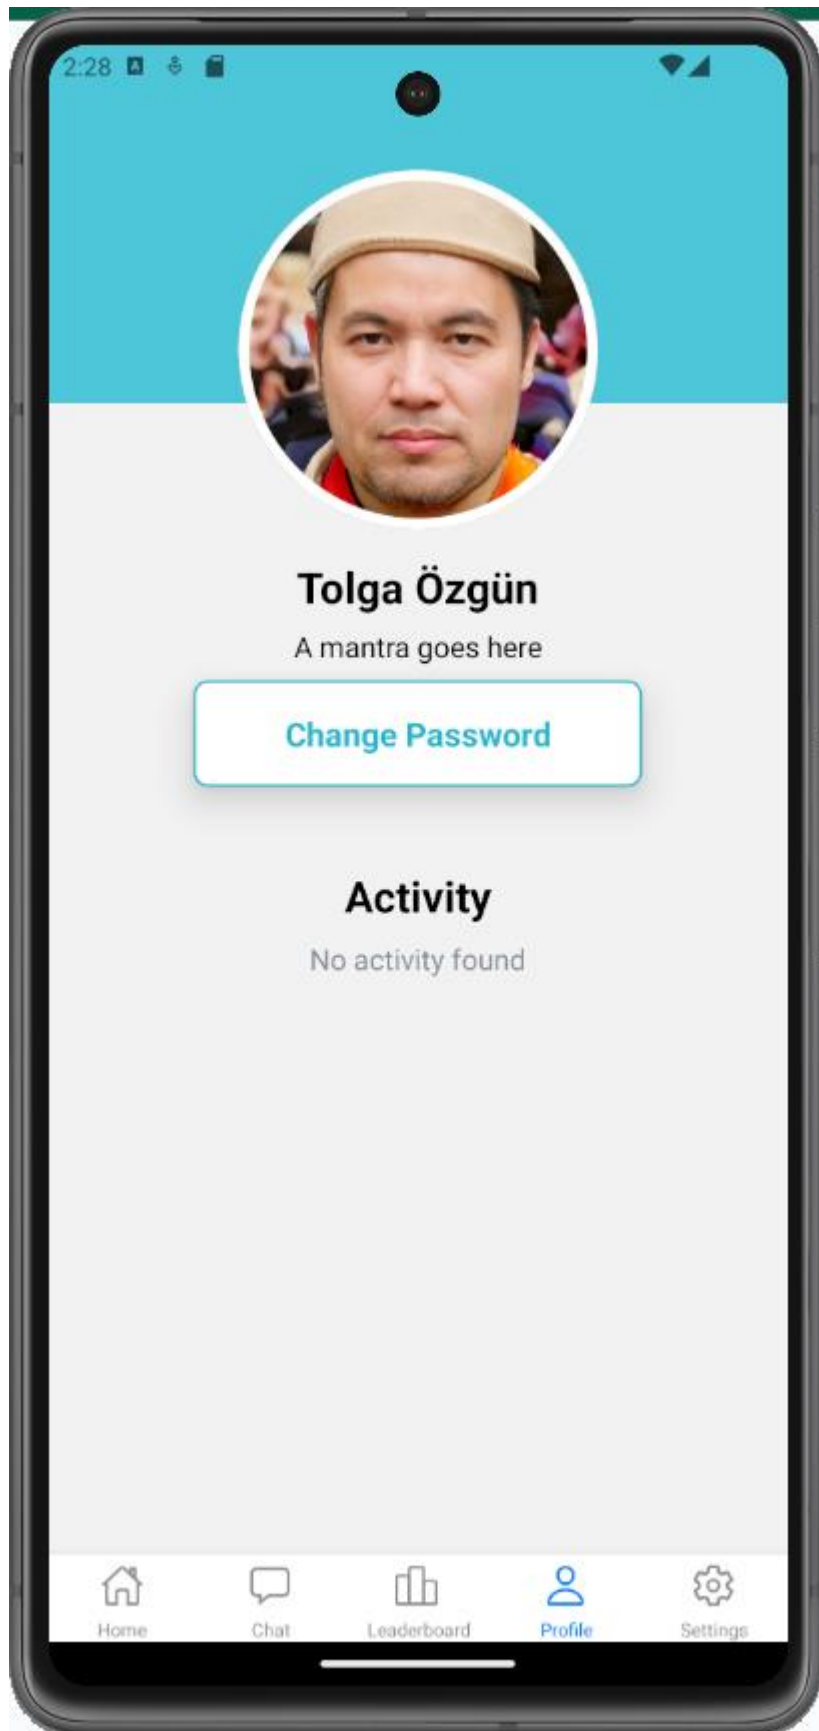 2:28
Tolga Özgün
A mantra goes here
Change Password
Activity
No activity found
Home Chat Leaderboard Profile Settings